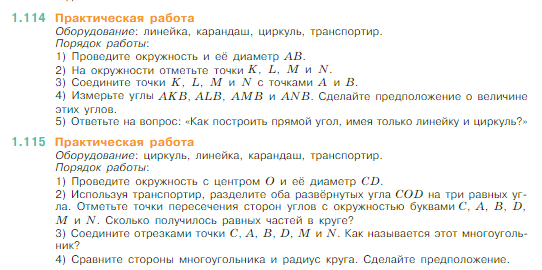 1.114 Практическая работа
Оборудование: линейка, карандаш, циркуль, транспортир.
Порядок работы:
1) Проведите окружность и её диаметр AB.
2) На окружности отметьте точки K, L, M и N.
3) Соедините точки K, L, M и N с точками A и B.
4) Измерьте углы AKB, ALB, AMB и ANB. Сделайте предположение о величине
этих углов.
5) Ответьте на вопрос: «Как построить прямой угол, имея только линейку и циркуль?»
1.115 Практическая работа
Оборудование: циркуль, линейка, карандаш, транспортир.
Порядок работы:
1) Проведите окружность с центром O и её диаметр CD.
2) Используя транспортир, разделите оба развёрнутых угла COD на три равных уг-
ла. Отметьте точки пересечения сторон углов с окружностью буквами C, A, B, D,
M и N. Сколько получилось равных частей в круге?
3) Соедините отрезками точки C, A, B, D, M и N. Как называется этот многоуголь-
ник?
4) Сравните стороны многоугольника и радиус круга. Сделайте предположение.